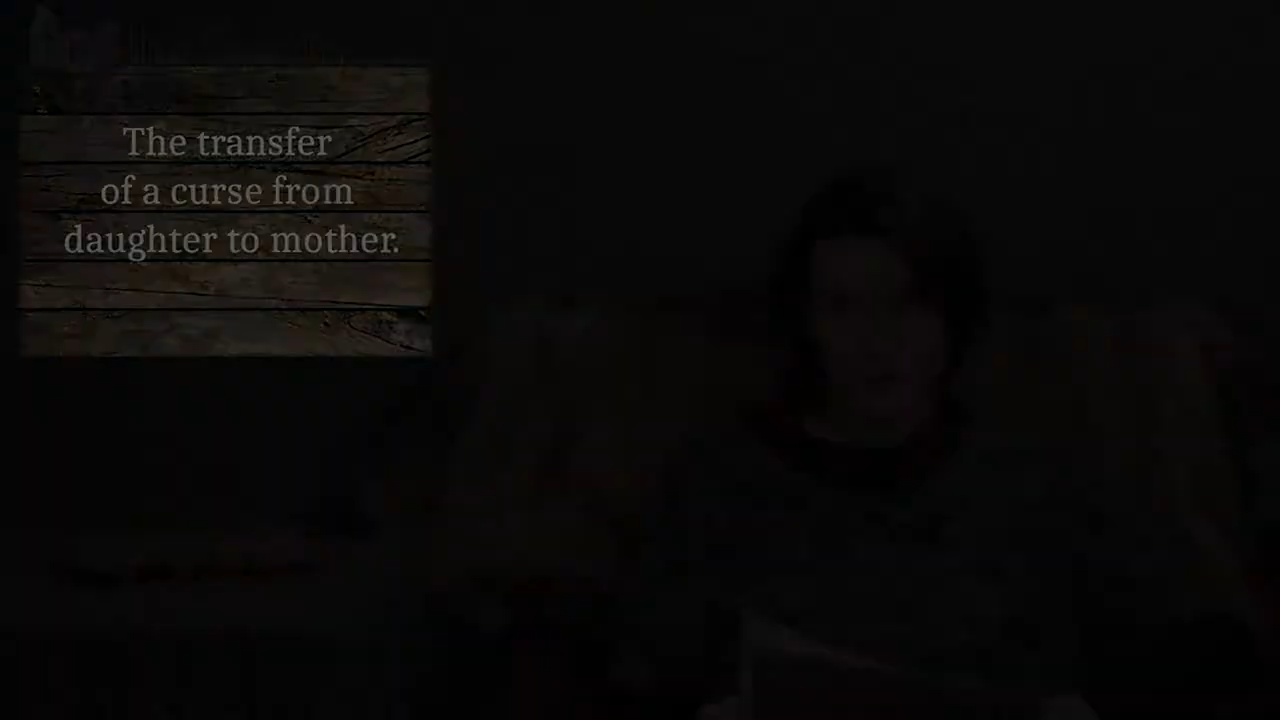 The transfer
of a curse from
daughter to mother.